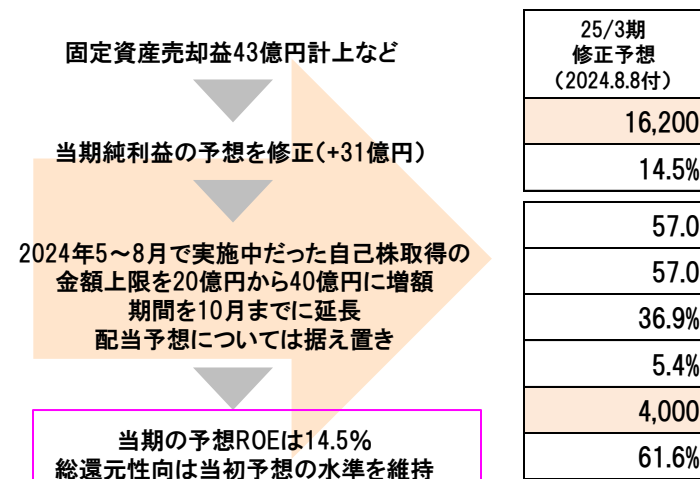 固定資産売却益43億円計上など
当期純利益の予想を修正(+31億円)
2024年5～8月で実施中だった自己株取得の
金額上限を20億円から40億円に増額
期間を10月までに延長
配当予想については据え置き
当期の予想ROEは14.5%
総還元性向は当初予想の水準を維持
25/3期
修正予想
(2024.8.8付)
16,200
14.5%
57.0
57.0
36.9%
5.4%
4,000
61.6%